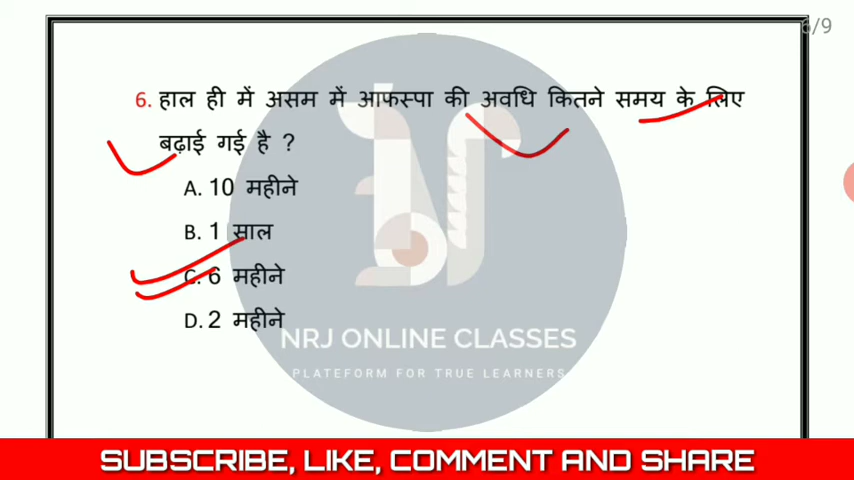 6/9
6. हाल ही में असम में आफस्पा की अवधि कितने समय के लिए
बढ़ाई गई है ?
A. 10 महीने
B. 1 साल
C. 6 महीने
D. 2 महीने
NRJ ONLINE CLASSES
PLATEFORM FOR TRUE LEARNERS
SUBSCRIBE, LIKE, COMMENT AND SHARE